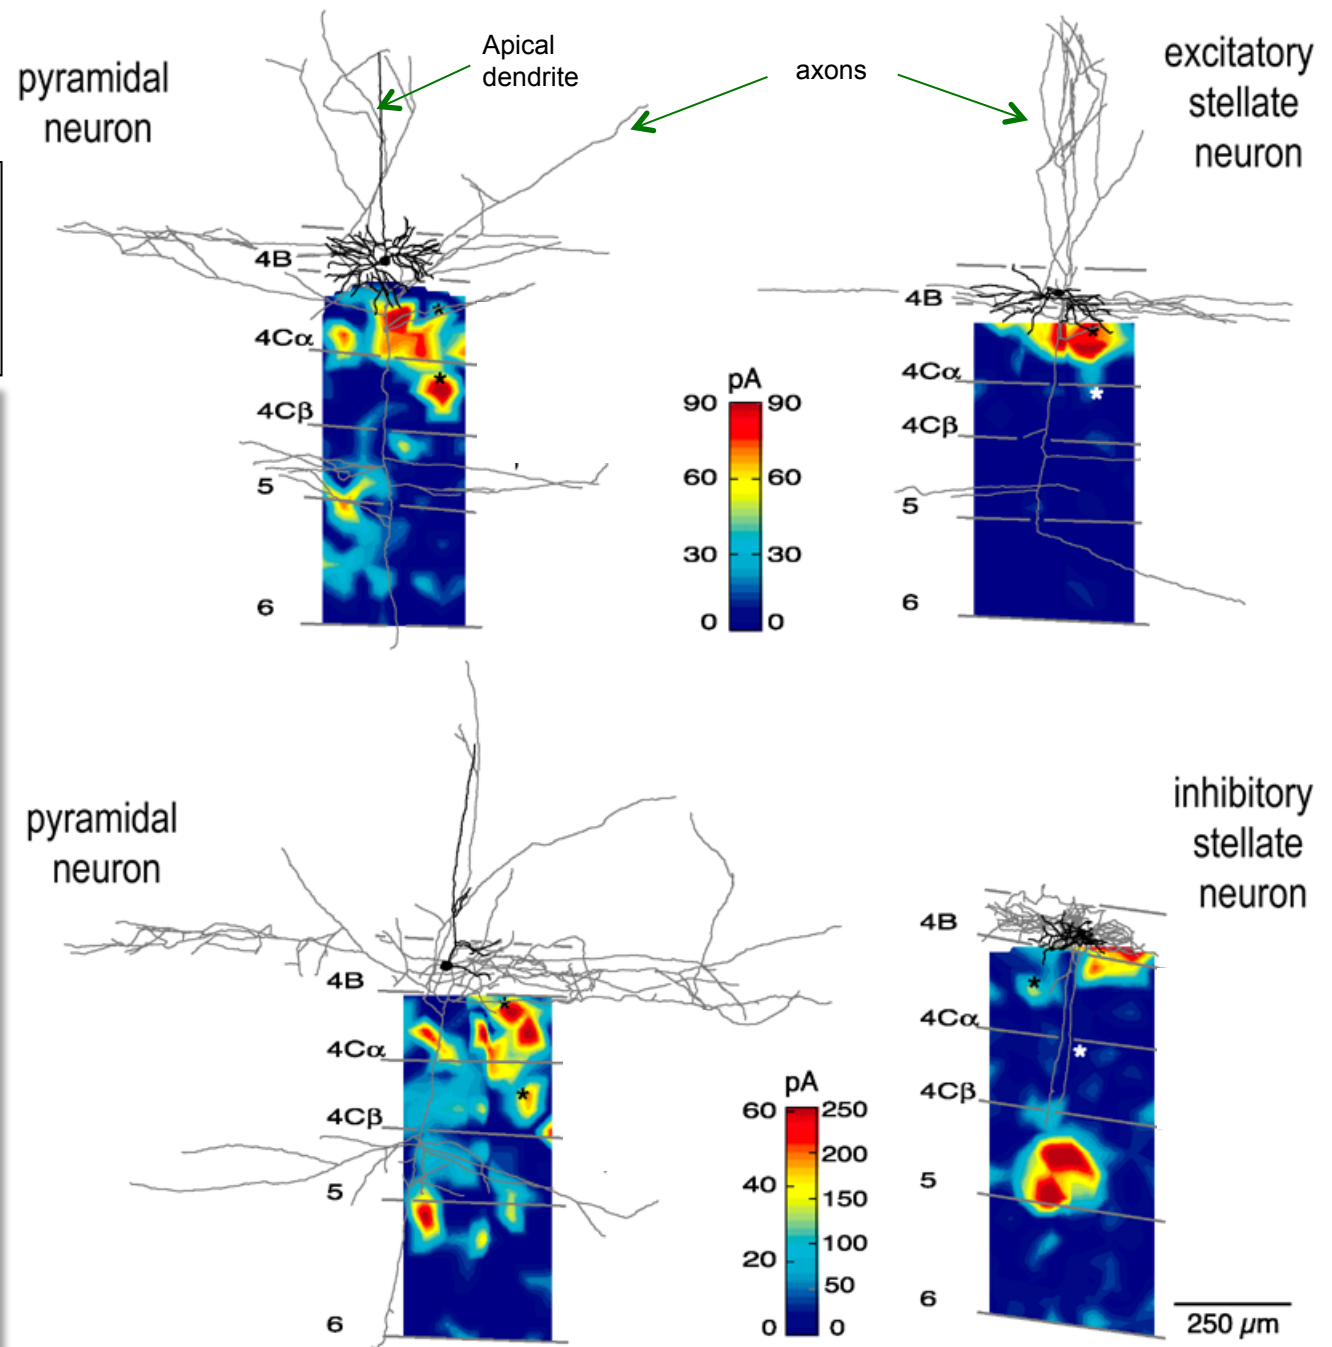 pyramidal
neuron
Apical
dendrite
axons
excitatory
stellate
neuron
4B
4Cα
4Cβ
5
6
pA
90 90
60 60
30 30
0 0
4B
4Cα
4Cβ
5
6
pyramidal
neuron
4B
4Cα
4Cβ
5
6
pA
60 250
200
40 150
100
20 50
0 0
inhibitory
stellate
neuron
4B
4Cα
4Cβ
5
6
250 µm